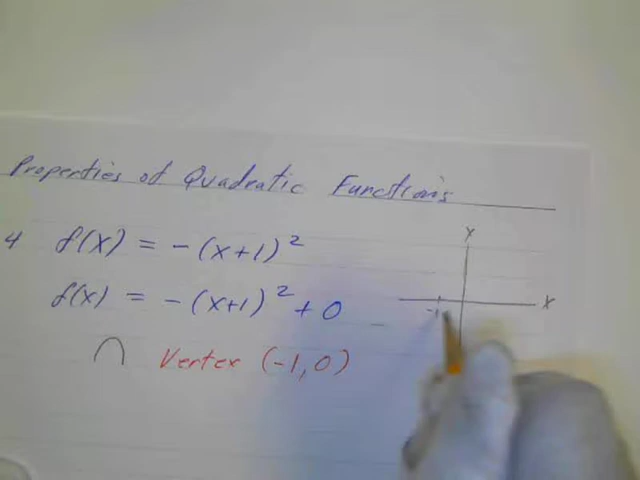 Properties of Quadratic Functions
4 f(x) = -(x+1)²
f(x) = -(x+1)² + 0
∩ Vertex (-1,0)
Y
X
-1